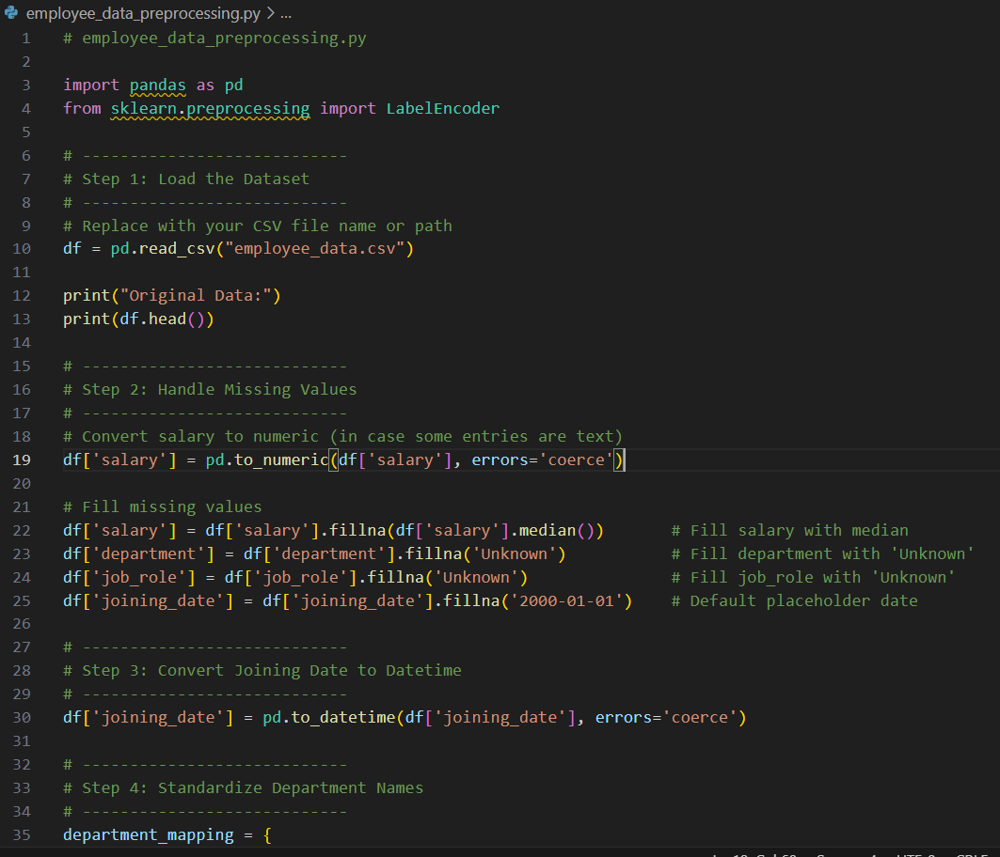 employee_data_preprocessing.py > ...
1 # employee_data_preprocessing.py
2
3 import pandas as pd
4 from sklearn.preprocessing import LabelEncoder
5
6 # ----------------------------
7 # Step 1: Load the Dataset
8 # ----------------------------
9 # Replace with your CSV file name or path
10 df = pd.read_csv("employee_data.csv")
11
12 print("Original Data:")
13 print(df.head())
14
15 # ----------------------------
16 # Step 2: Handle Missing Values
17 # ----------------------------
18 # Convert salary to numeric (in case some entries are text)
19 df['salary'] = pd.to_numeric(df['salary'], errors='coerce')
20
21 # Fill missing values
22 df['salary'] = df['salary'].fillna(df['salary'].median())       # Fill salary with median
23 df['department'] = df['department'].fillna('Unknown')           # Fill department with 'Unknown'
24 df['job_role'] = df['job_role'].fillna('Unknown')               # Fill job_role with 'Unknown'
25 df['joining_date'] = df['joining_date'].fillna('2000-01-01')    # Default placeholder date
26
27 # ----------------------------
28 # Step 3: Convert Joining Date to Datetime
29 # ----------------------------
30 df['joining_date'] = pd.to_datetime(df['joining_date'], errors='coerce')
31
32 # ----------------------------
33 # Step 4: Standardize Department Names
34 # ----------------------------
35 department_mapping = {